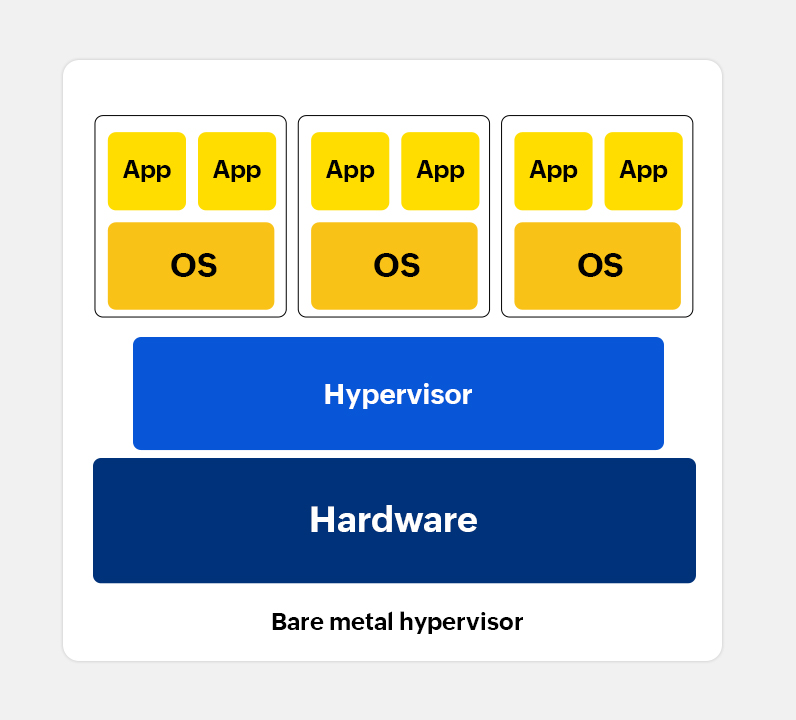 App App App App App App
OS OS OS
Hypervisor
Hardware
Bare metal hypervisor